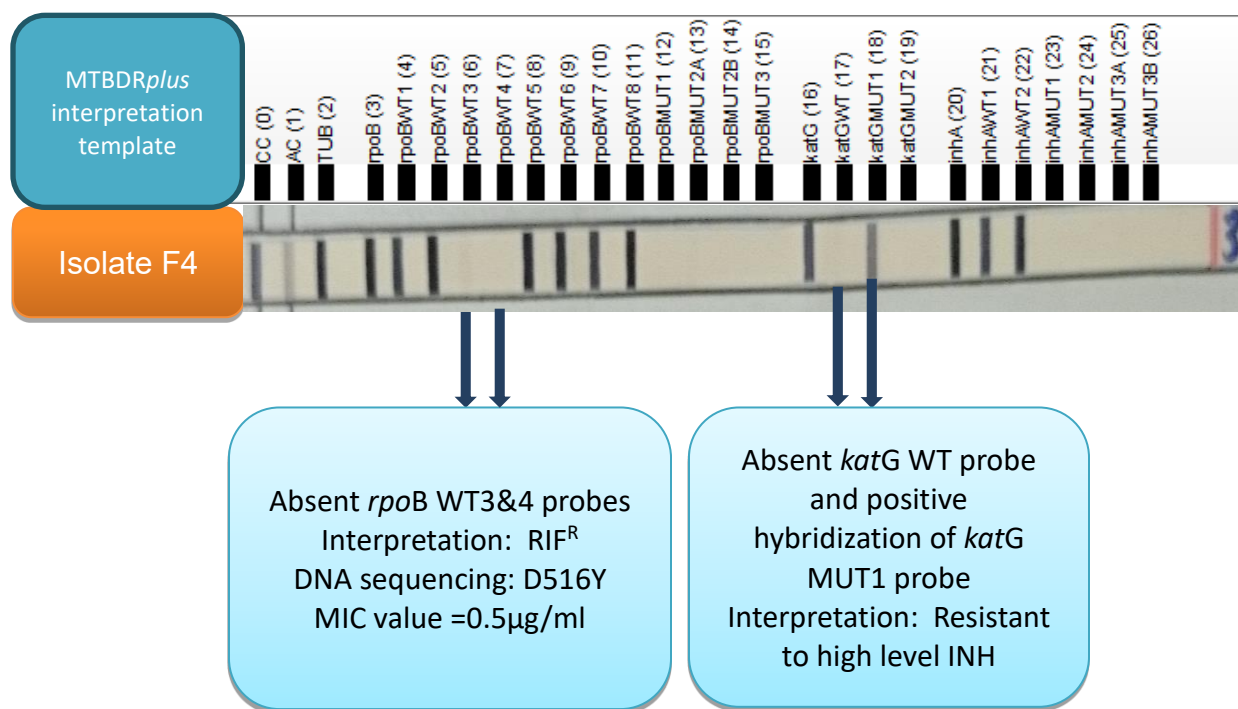 MTBDRplus
interpretation
template
CC (0)
AC (1)
TUB (2)
rpoB (3)
rpoBWT1 (4)
rpoBWT2 (5)
rpoBWT3 (6)
rpoBWT4 (7)
rpoBWT5 (8)
rpoBWT6 (9)
rpoBWT7 (10)
rpoBWT8 (11)
rpoBMUT1 (12)
rpoBMUT2A (13)
rpoBMUT2B (14)
rpoBMUT3 (15)
katG (16)
katGWT (17)
katGMUT1 (18)
katGMUT2 (19)
inhA (20)
inhAWT1 (21)
inhAWT2 (22)
inhAMUT1 (23)
inhAMUT2 (24)
inhAMUT3A (25)
inhAMUT3B (26)
Isolate F4
Absent rpoB WT3&4 probes
Interpretation: RIFᴿ
DNA sequencing: D516Y
MIC value =0.5µg/ml
Absent katG WT probe
and positive
hybridization of katG
MUT1 probe
Interpretation: Resistant
to high level INH